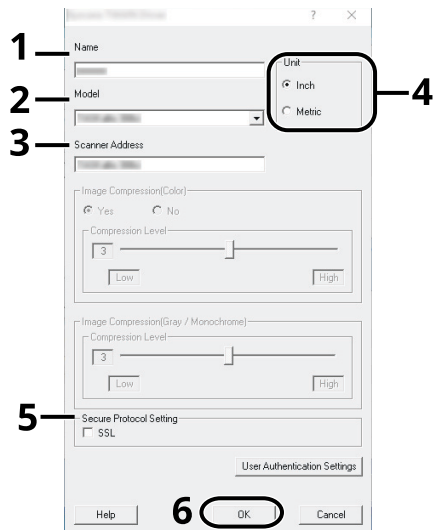 ? ×
1
Name
Unit
Inch
2
Model
4
Metric
3
Scanner Address
Image Compression(Color)
Yes No
Compression Level
3
Low High
Image Compression(Gray / Monochrome)
Compression Level
3
Low High
5
Secure Protocol Setting
SSL
User Authentication Settings
Help 6 OK Cancel